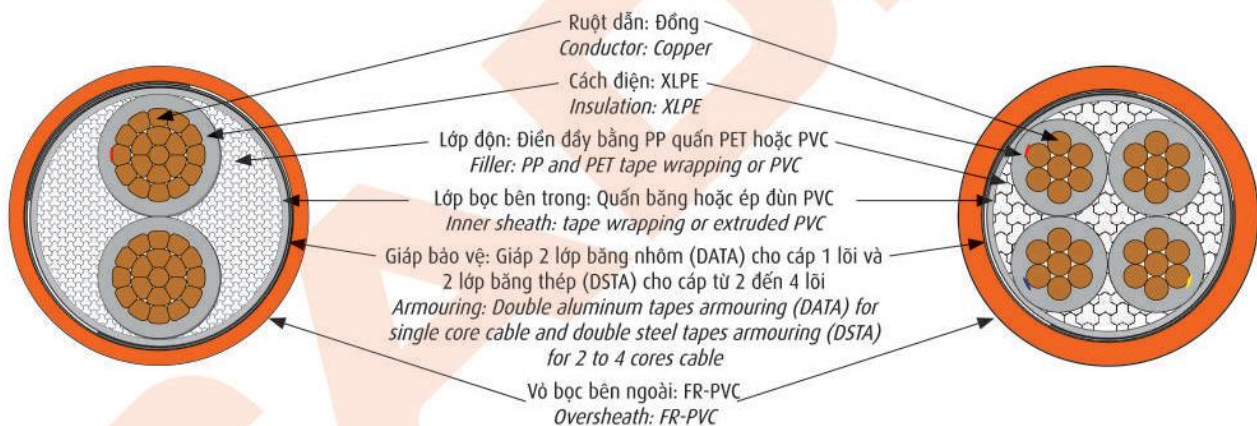 Ruột dẫn: Đồng
Conductor: Copper
Cách điện: XLPE
Insulation: XLPE
Lớp độn: Điền đầy bằng PP quấn PET hoặc PVC
Filler: PP and PET tape wrapping or PVC
Lớp bọc bên trong: Quấn băng hoặc ép đùn PVC
Inner sheath: tape wrapping or extruded PVC
Giáp bảo vệ: Giáp 2 lớp băng nhôm (DATA) cho cáp 1 lõi và
2 lớp băng thép (DSTA) cho cáp từ 2 đến 4 lõi
Armouring: Double aluminum tapes armouring (DATA) for
single core cable and double steel tapes armouring (DSTA)
for 2 to 4 cores cable
Vỏ bọc bên ngoài: FR-PVC
Oversheath: FR-PVC